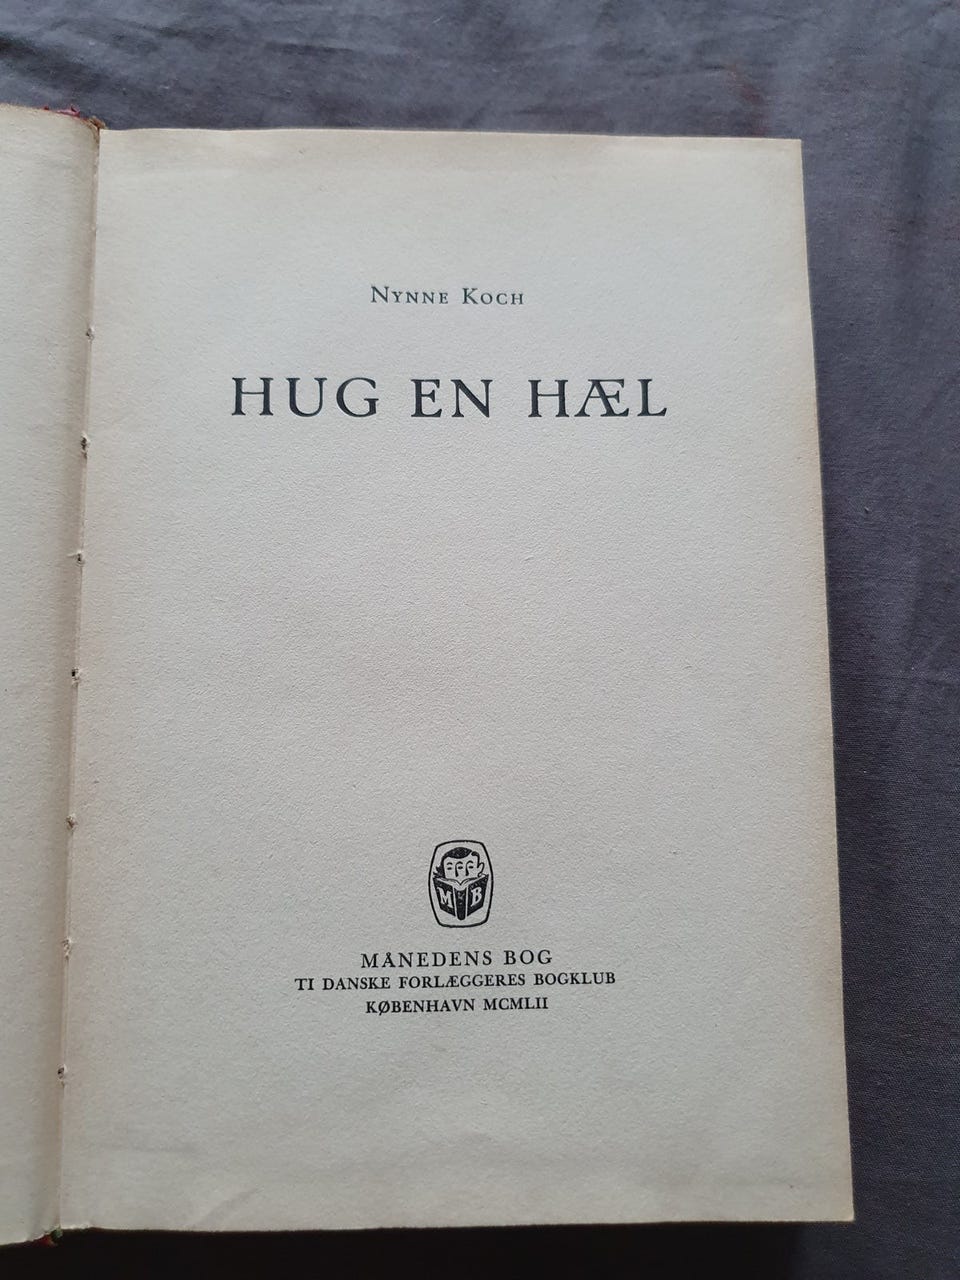 Nynne Koch
HUG EN HÆL
M B
MÅNEDENS BOG
TI DANSKE FORLÆGGERES BOGKLUB
KØBENHAVN MCMLII